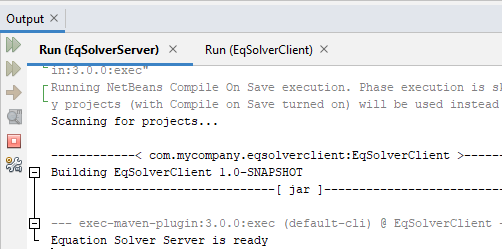 Output ×
Run (EqSolverServer) × Run (EqSolverClient) ×
in:3.0.0:exec"
Running NetBeans Compile On Save execution. Phase execution is
y projects (with Compile on Save turned on) will be used instead
Scanning for projects...
------------< com.mycompany.eqsolverclient:EqSolverClient >------
Building EqSolverClient 1.0-SNAPSHOT
--------------------------------[ jar ]-------------------------
--- exec-maven-plugin:3.0.0:exec (default-cli) @ EqSolverClient -
Equation Solver Server is ready